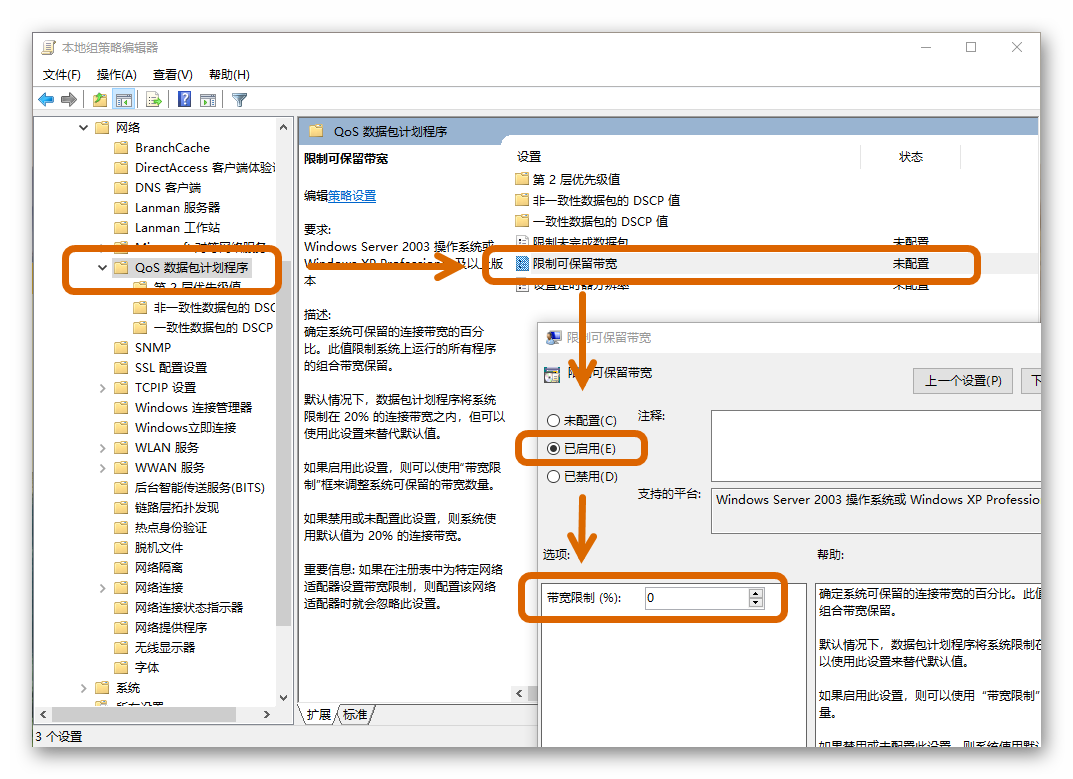 本地组策略编辑器
文件(F) 操作(A) 查看(V) 帮助(H)
网络
BranchCache
DirectAccess 客户端体验
DNS 客户端
Lanman 服务器
Lanman 工作站
Microsoft 对等网络服务
QoS 数据包计划程序
第 2 层优先级值
非一致性数据包的 DSC
一致性数据包的 DSCP
SNMP
SSL 配置设置
TCPIP 设置
Windows 连接管理器
Windows立即连接
WLAN 服务
WWAN 服务
后台智能传送服务(BITS)
链路层拓扑发现
热点身份验证
脱机文件
网络隔离
网络连接
网络连接状态指示器
网络提供程序
无线显示器
字体
系统
所有设置
3 个设置
QoS 数据包计划程序
限制可保留带宽
编辑策略设置
要求:
Windows Server 2003 操作系统或
Windows XP Professional 及以上版
本
描述:
确定系统可保留的连接带宽的百分
比。此值限制系统上运行的所有程序
的组合带宽保留。
默认情况下，数据包计划程序将系统
限制在 20% 的连接带宽之内，但可以
使用此设置来替代默认值。
如果启用此设置，则可以使用“带宽限
制”框来调整系统可保留的带宽数量。
如果禁用或未配置此设置，则系统使
用默认值为 20% 的连接带宽。
重要信息: 如果在注册表中为特定网络
适配器设置带宽限制，则配置该网络
适配器时就会忽略此设置。
扩展 标准
设置 状态
第 2 层优先级值
非一致性数据包的 DSCP 值
一致性数据包的 DSCP 值
限制未完成数据包 未配置
限制可保留带宽 未配置
设置定时器分辨率 未配置
限制可保留带宽
限制可保留带宽
上一个设置(P) 下
未配置(C) 注释:
已启用(E)
已禁用(D)
支持的平台: Windows Server 2003 操作系统或 Windows XP Professio
选项: 帮助:
带宽限制 (%): 0
确定系统可保留的连接带宽的百分比。此值
组合带宽保留。
默认情况下，数据包计划程序将系统限制在
以使用此设置来替代默认值。
如果启用此设置，则可以使用“带宽限制”
量。
如果禁用或未配置此设置，则系统使用默认